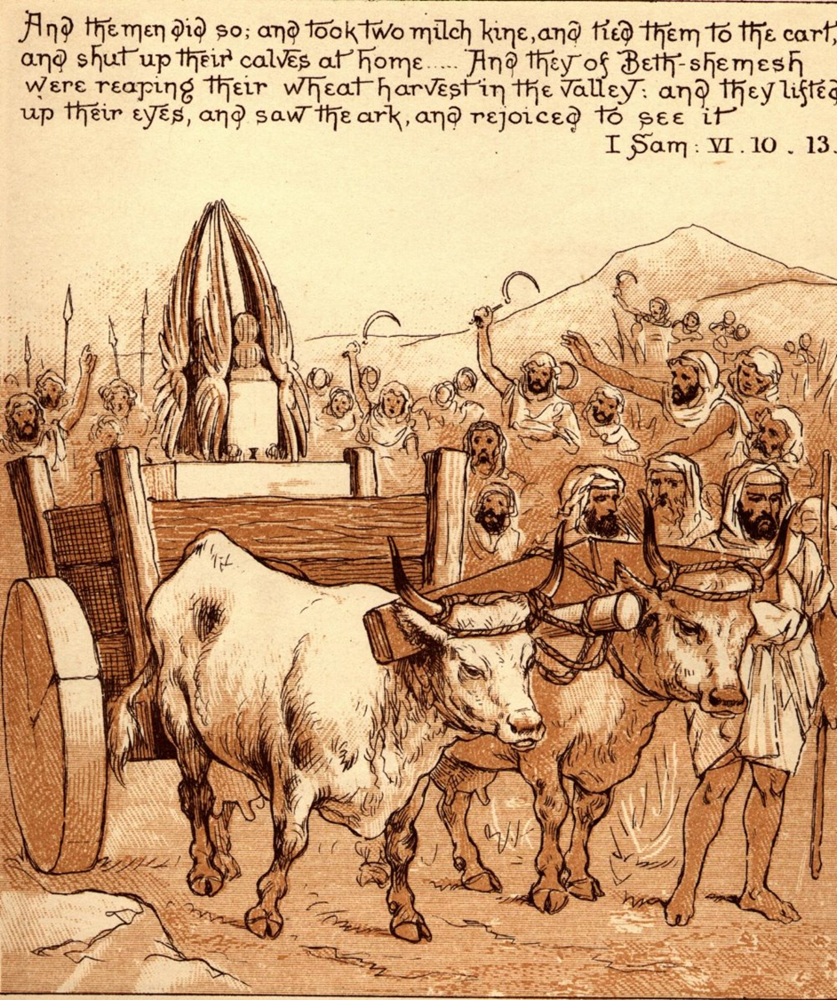 And the men did so; and took two milch kine, and tied them to the cart,
and shut up their calves at home ..... And they of Beth-shemesh
were reaping their wheat harvest in the valley: and they lifted
up their eyes, and saw the ark, and rejoiced to see it
I Sam: VI. 10. 13.